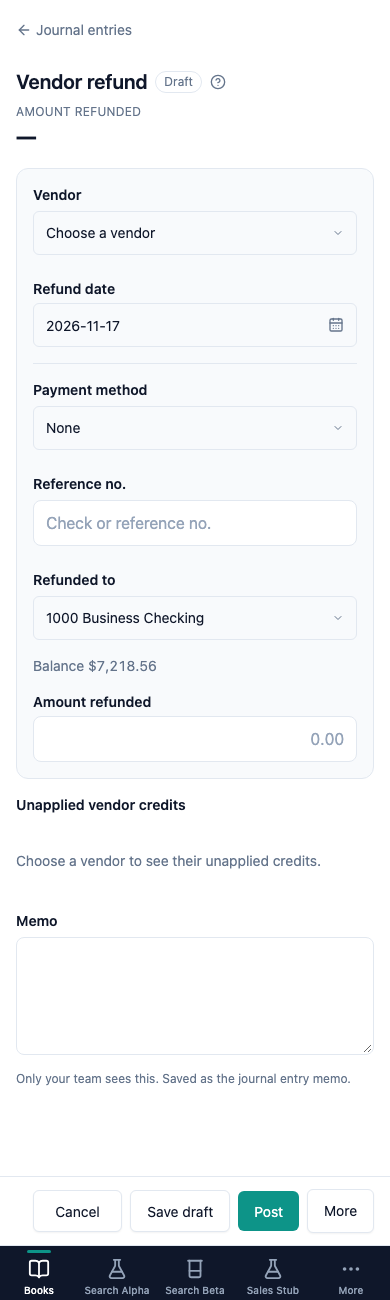 Journal entries
Vendor refund Draft
AMOUNT REFUNDED
—
Vendor
Choose a vendor
Refund date
2026-11-17
Payment method
None
Reference no.
Check or reference no.
Refunded to
1000 Business Checking
Balance $7,218.56
Amount refunded
0.00
Unapplied vendor credits
Choose a vendor to see their unapplied credits.
Memo
Only your team sees this. Saved as the journal entry memo.
Cancel Save draft Post More
Books Search Alpha Search Beta Sales Stub More